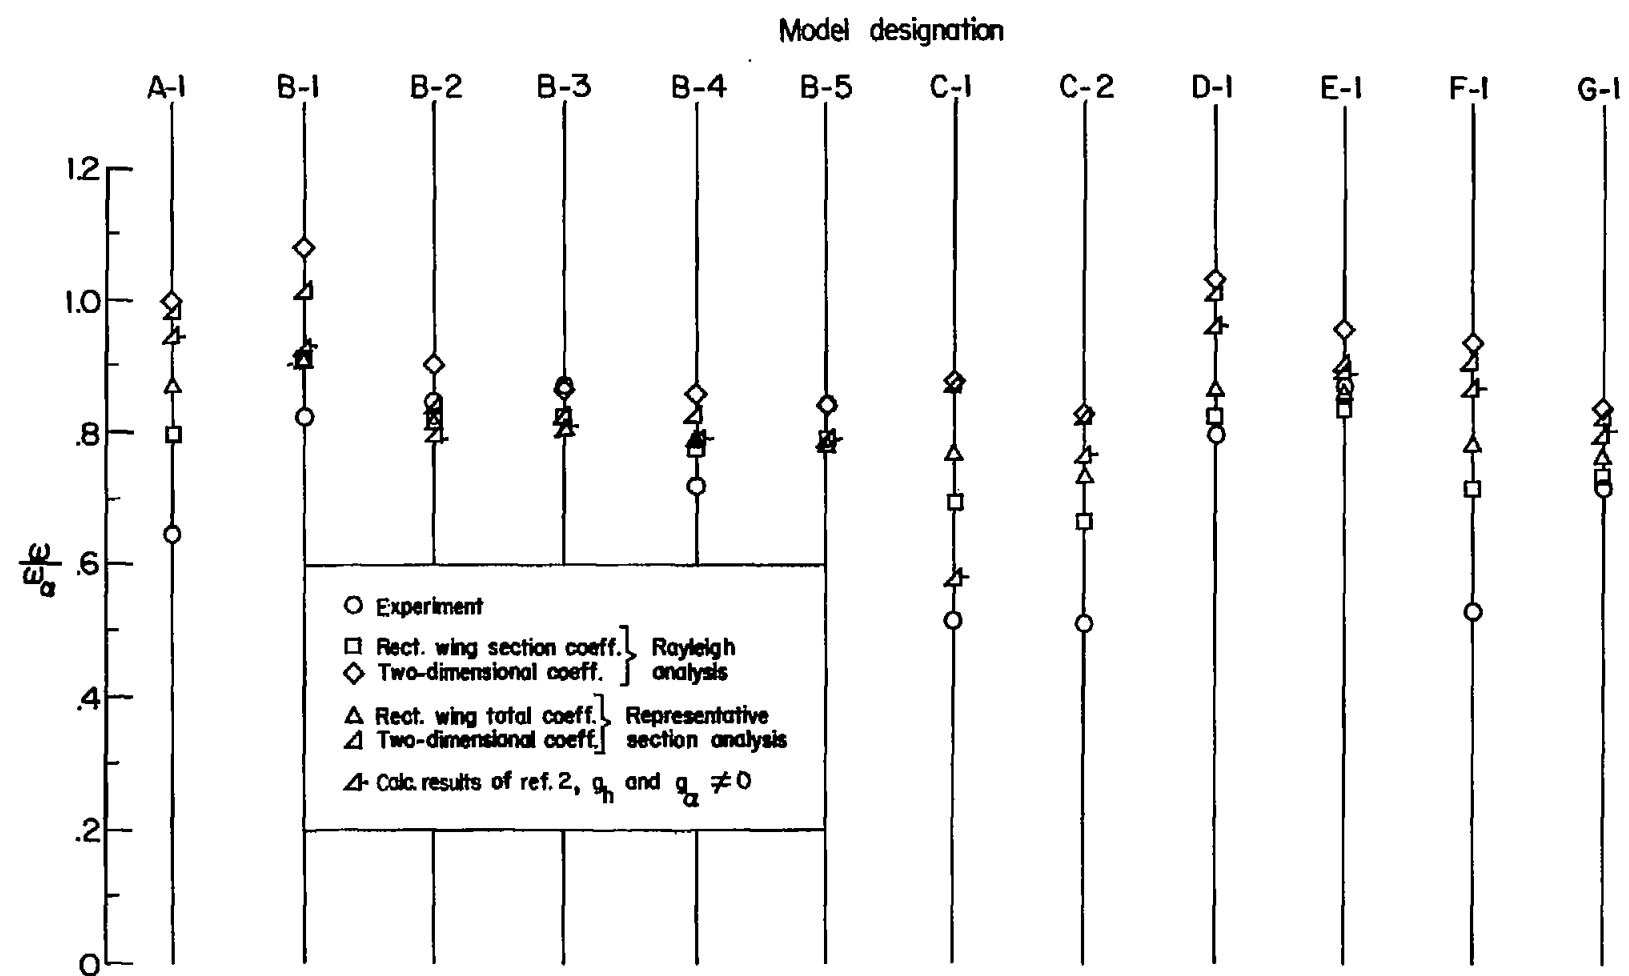 Model designation
A-1 B-1 B-2 B-3 B-4 B-5 C-1 C-2 D-1 E-1 F-1 G-1
1.2
1.0
.8
.6
.4
.2
0
ω/ω_α
Experiment
Rect. wing section coeff.
Two-dimensional coeff.
Rayleigh
analysis
Rect. wing total coeff.
Two-dimensional coeff.
Representative
section analysis
Calc. results of ref. 2, g_h and g_α ≠ 0